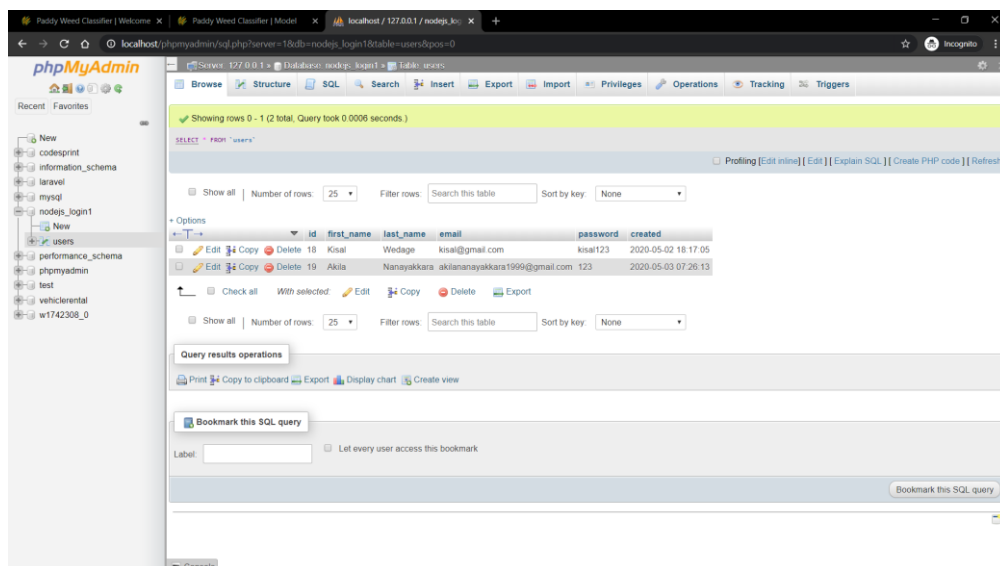 Paddy Weed Classifier | Welcome
Paddy Weed Classifier | Model
localhost / 127.0.0.1 / nodejs_log
localhost/phpmyadmin/sql.php?server=1&db=nodejs_login1&table=users&pos=0
Incognito
phpMyAdmin
Recent Favorites
New
codesprint
information_schema
laravel
mysql
nodejs_login1
New
users
performance_schema
phpmyadmin
test
vehiclerental
w1742308_0
Server: 127.0.0.1 » Database: nodejs_login1 » Table: users
Browse Structure SQL Search Insert Export Import Privileges Operations Tracking Triggers
Showing rows 0 - 1 (2 total, Query took 0.0006 seconds.)
SELECT * FROM `users`
Profiling [Edit inline] [ Edit ] [ Explain SQL ] [ Create PHP code ] [ Refresh
Show all | Number of rows: 25 Filter rows: Search this table Sort by key: None
+ Options
←T→ id first_name last_name email password created
Edit Copy Delete 18 Kisal Wedage kisal@gmail.com kisal123 2020-05-02 18:17:05
Edit Copy Delete 19 Akila Nanayakkara akilananayakkara1999@gmail.com 123 2020-05-03 07:26:13
Check all With selected: Edit Copy Delete Export
Show all | Number of rows: 25 Filter rows: Search this table Sort by key: None
Query results operations
Print Copy to clipboard Export Display chart Create view
Bookmark this SQL query
Label: Let every user access this bookmark
Bookmark this SQL query
Console